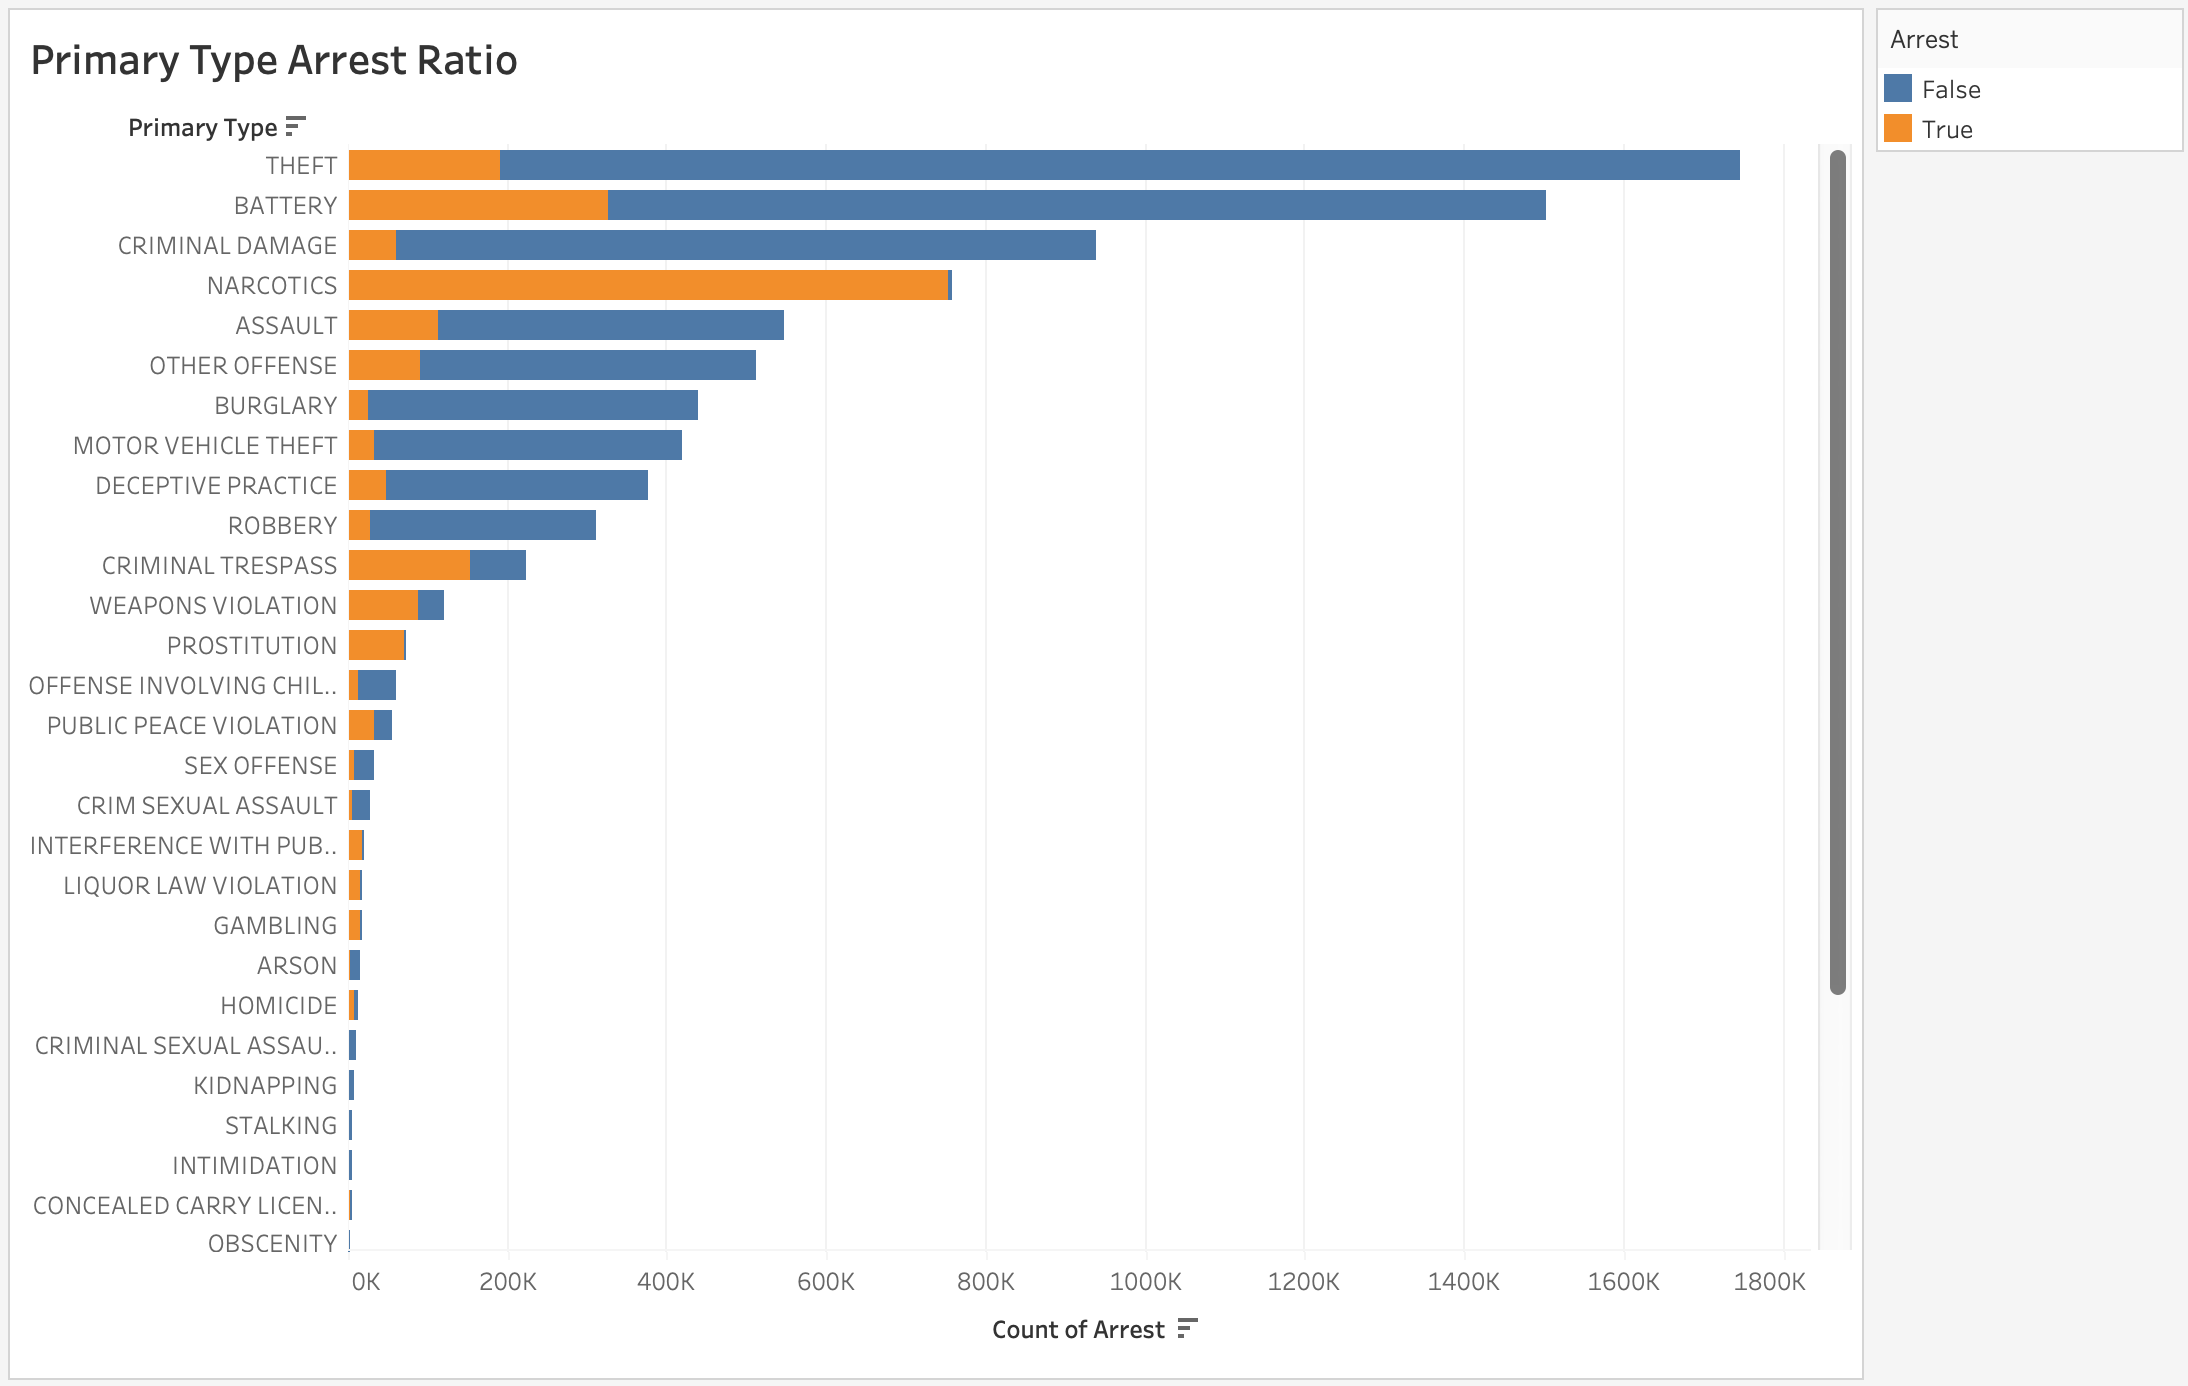 Primary Type Arrest Ratio
Arrest
False
True
Primary Type
THEFT
BATTERY
CRIMINAL DAMAGE
NARCOTICS
ASSAULT
OTHER OFFENSE
BURGLARY
MOTOR VEHICLE THEFT
DECEPTIVE PRACTICE
ROBBERY
CRIMINAL TRESPASS
WEAPONS VIOLATION
PROSTITUTION
OFFENSE INVOLVING CHIL..
PUBLIC PEACE VIOLATION
SEX OFFENSE
CRIM SEXUAL ASSAULT
INTERFERENCE WITH PUB..
LIQUOR LAW VIOLATION
GAMBLING
ARSON
HOMICIDE
CRIMINAL SEXUAL ASSAU..
KIDNAPPING
STALKING
INTIMIDATION
CONCEALED CARRY LICEN..
OBSCENITY
0K 200K 400K 600K 800K 1000K 1200K 1400K 1600K 1800K
Count of Arrest